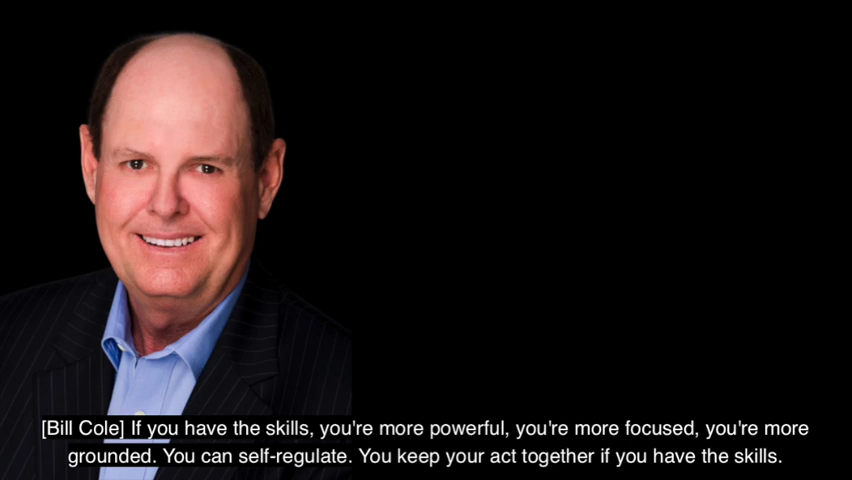 [Bill Cole] If you have the skills, you're more powerful, you're more focused, you're more
grounded. You can self-regulate. You keep your act together if you have the skills.